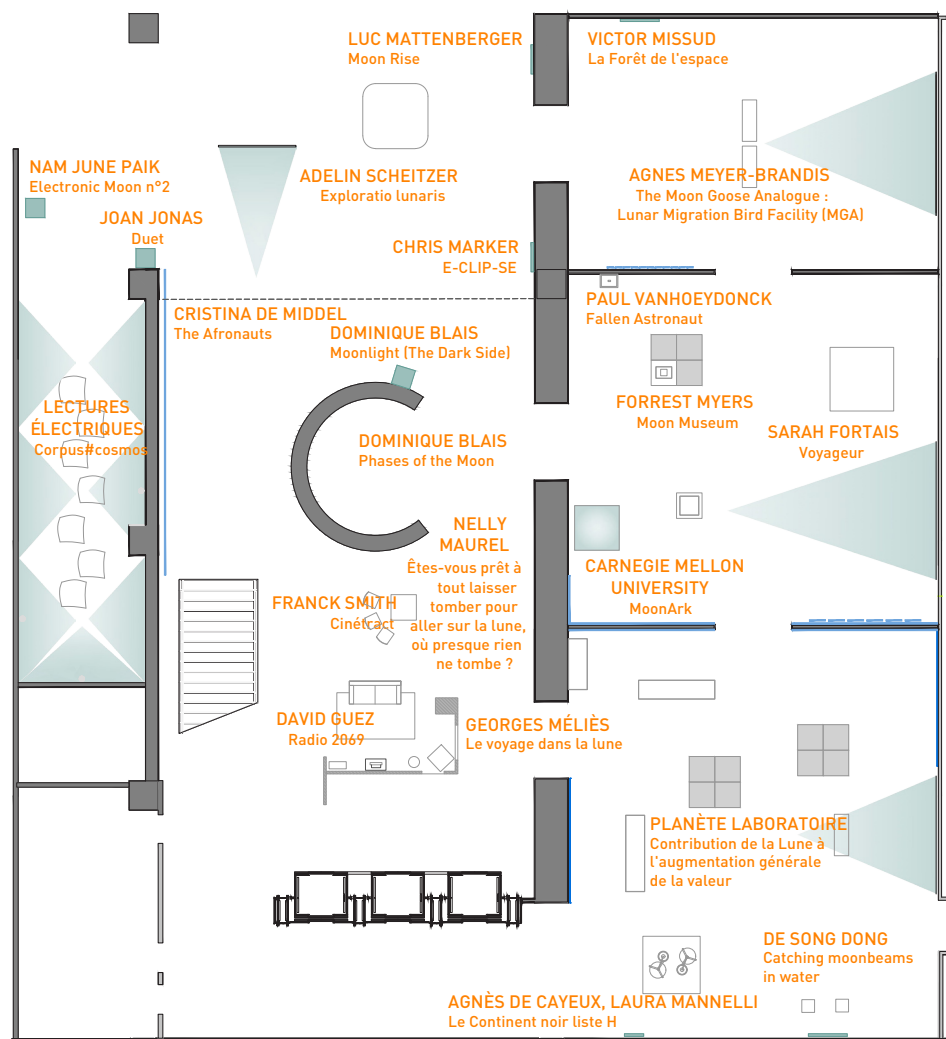 LUC MATTENBERGER
Moon Rise
VICTOR MISSUD
La Forêt de l'espace
NAM JUNE PAIK
Electronic Moon n°2
ADELIN SCHEITZER
Exploratio lunaris
AGNES MEYER-BRANDIS
The Moon Goose Analogue :
Lunar Migration Bird Facility (MGA)
JOAN JONAS
Duet
CHRIS MARKER
E-CLIP-SE
CRISTINA DE MIDDEL
The Afronauts
PAUL VANHOEYDONCK
Fallen Astronaut
DOMINIQUE BLAIS
Moonlight (The Dark Side)
LECTURES
ÉLECTRIQUES
Corpus#cosmos
FORREST MYERS
Moon Museum
SARAH FORTAIS
Voyageur
DOMINIQUE BLAIS
Phases of the Moon
NELLY
MAUREL
Êtes-vous prêt à
tout laisser
tomber pour
aller sur la lune,
où presque rien
ne tombe ?
CARNEGIE MELLON
UNIVERSITY
MoonArk
FRANCK SMITH
Cinétract
DAVID GUEZ
Radio 2069
GEORGES MÉLIÈS
Le voyage dans la lune
PLANÈTE LABORATOIRE
Contribution de la Lune à
l'augmentation générale
de la valeur
DE SONG DONG
Catching moonbeams
in water
AGNÈS DE CAYEUX, LAURA MANNELLI
Le Continent noir liste H